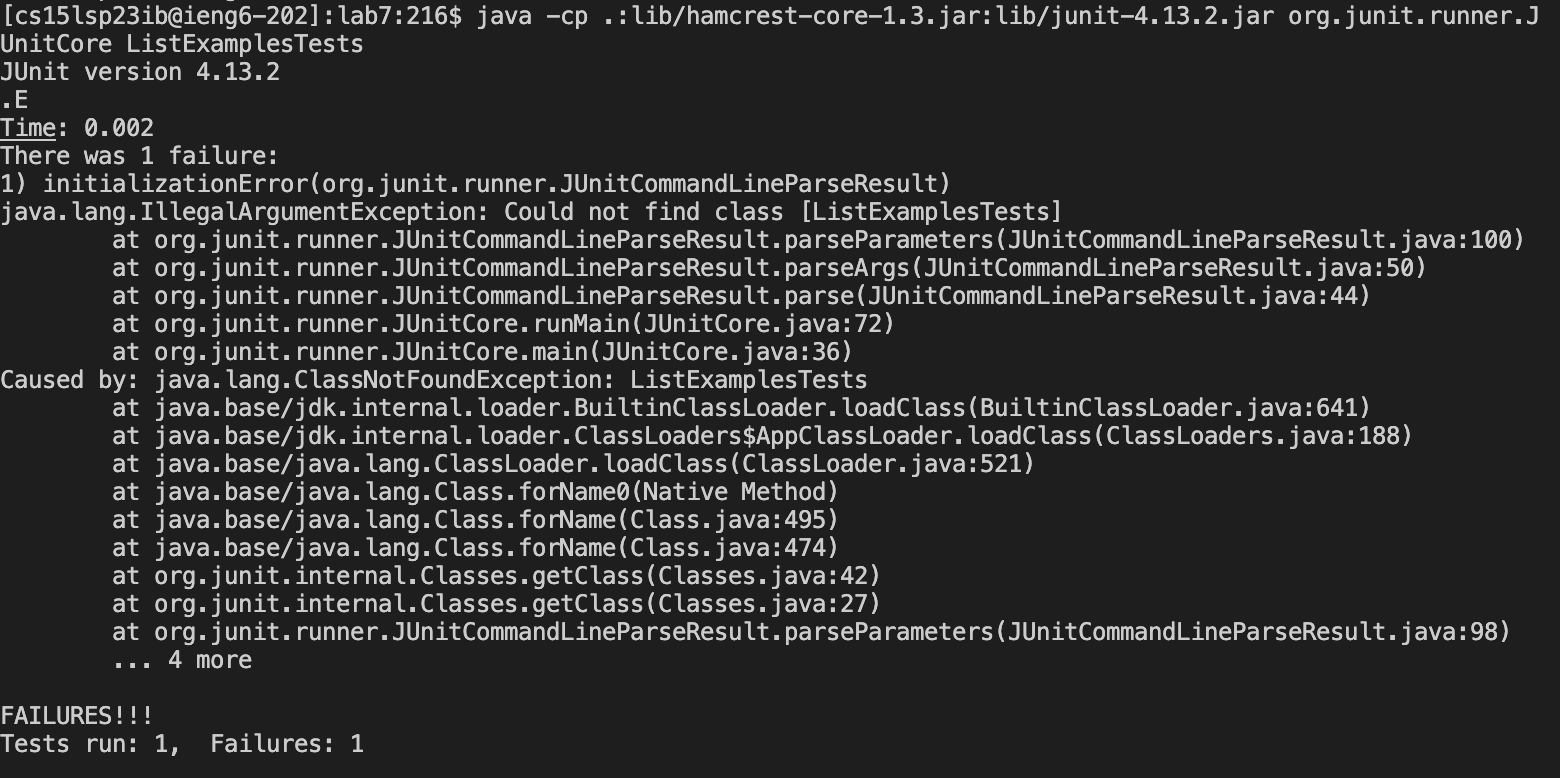 [cs15lsp23ib@ieng6-202]:lab7:216$ java -cp .:lib/hamcrest-core-1.3.jar:lib/junit-4.13.2.jar org.junit.runner.J
UnitCore ListExamplesTests
JUnit version 4.13.2
.E
Time: 0.002
There was 1 failure:
1) initializationError(org.junit.runner.JUnitCommandLineParseResult)
java.lang.IllegalArgumentException: Could not find class [ListExamplesTests]
        at org.junit.runner.JUnitCommandLineParseResult.parseParameters(JUnitCommandLineParseResult.java:100)
        at org.junit.runner.JUnitCommandLineParseResult.parseArgs(JUnitCommandLineParseResult.java:50)
        at org.junit.runner.JUnitCommandLineParseResult.parse(JUnitCommandLineParseResult.java:44)
        at org.junit.runner.JUnitCore.runMain(JUnitCore.java:72)
        at org.junit.runner.JUnitCore.main(JUnitCore.java:36)
Caused by: java.lang.ClassNotFoundException: ListExamplesTests
        at java.base/jdk.internal.loader.BuiltinClassLoader.loadClass(BuiltinClassLoader.java:641)
        at java.base/jdk.internal.loader.ClassLoaders$AppClassLoader.loadClass(ClassLoaders.java:188)
        at java.base/java.lang.ClassLoader.loadClass(ClassLoader.java:521)
        at java.base/java.lang.Class.forName0(Native Method)
        at java.base/java.lang.Class.forName(Class.java:495)
        at java.base/java.lang.Class.forName(Class.java:474)
        at org.junit.internal.Classes.getClass(Classes.java:42)
        at org.junit.internal.Classes.getClass(Classes.java:27)
        at org.junit.runner.JUnitCommandLineParseResult.parseParameters(JUnitCommandLineParseResult.java:98)
        ... 4 more

FAILURES!!!
Tests run: 1,  Failures: 1